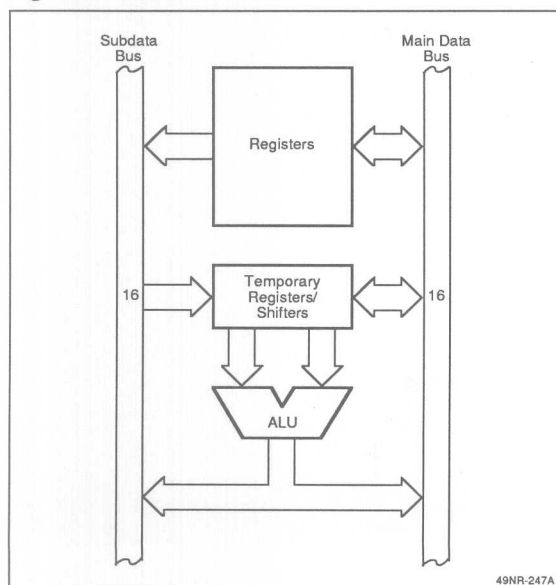 Subdata
Bus
Main Data
Bus
Registers
16
Temporary
Registers/
Shifters
16
ALU
49NR-247A